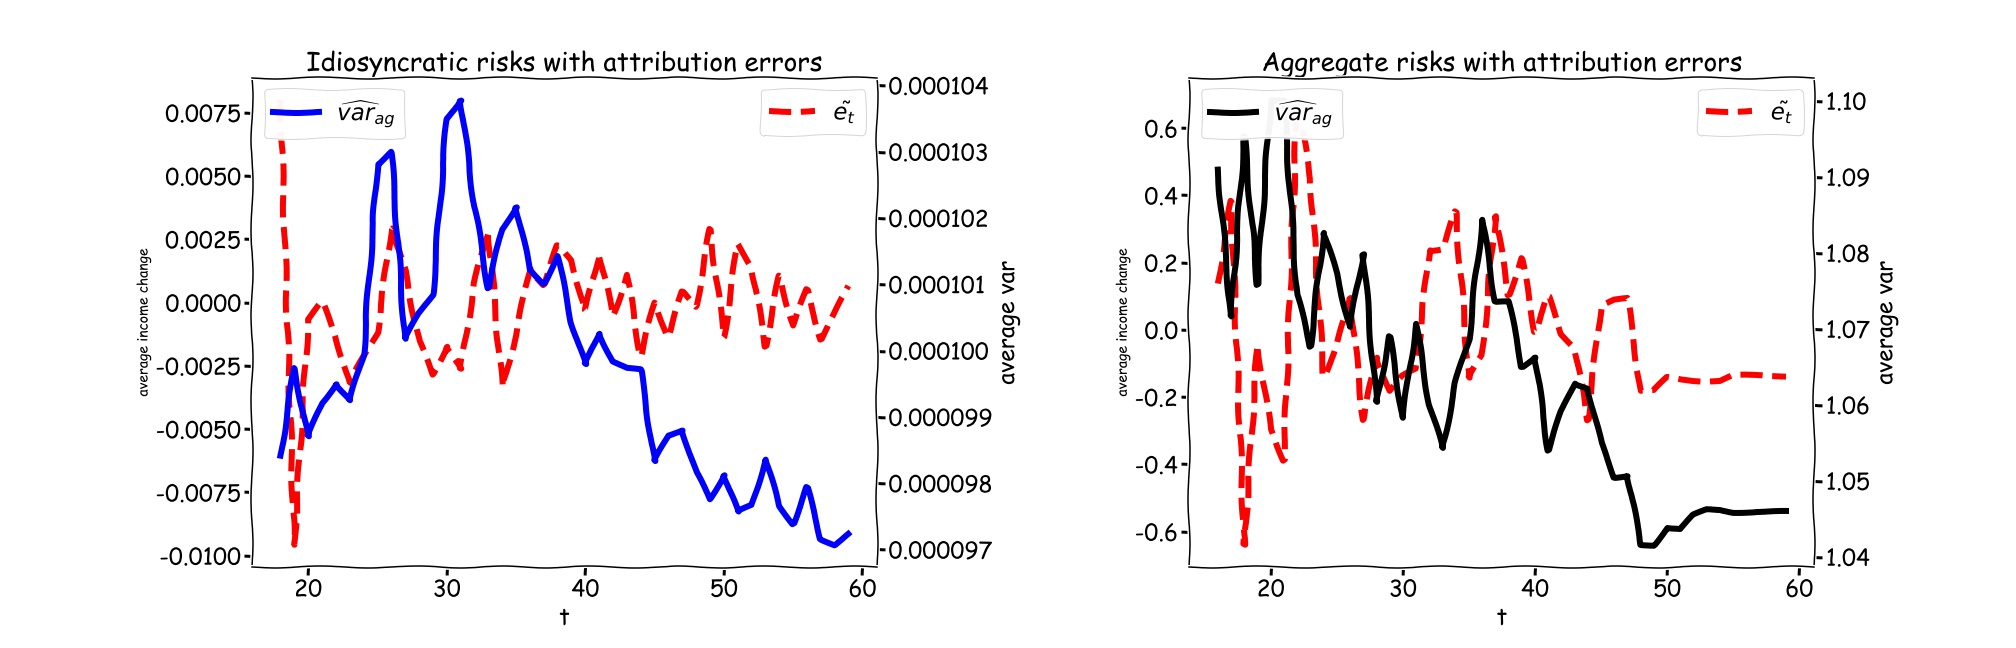 Idiosyncratic risks with attribution errors
v̂ar_ag
ẽ_t
0.0075
0.0050
0.0025
0.0000
-0.0025
-0.0050
-0.0075
-0.0100
average income change
0.000104
0.000103
0.000102
0.000101
0.000100
0.000099
0.000098
0.000097
average var
20 30 40 50 60
t
Aggregate risks with attribution errors
v̂ar_ag
ẽ_t
0.6
0.4
0.2
0.0
-0.2
-0.4
-0.6
average income change
1.10
1.09
1.08
1.07
1.06
1.05
1.04
average var
20 30 40 50 60
t